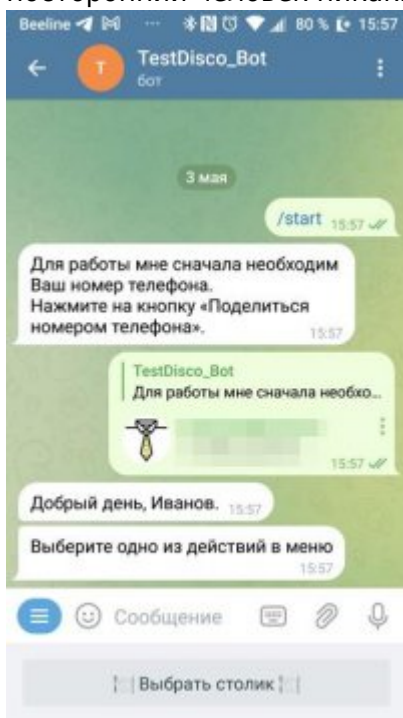 Beeline 80 % 15:57
TestDisco_Bot
бот
3 мая
/start 15:57
Для работы мне сначала необходим
Ваш номер телефона.
Нажмите на кнопку «Поделиться
номером телефона». 15:57
TestDisco_Bot
Для работы мне сначала необхо...
15:57
Добрый день, Иванов. 15:57
Выберите одно из действий в меню
15:57
Сообщение
Выбрать столик